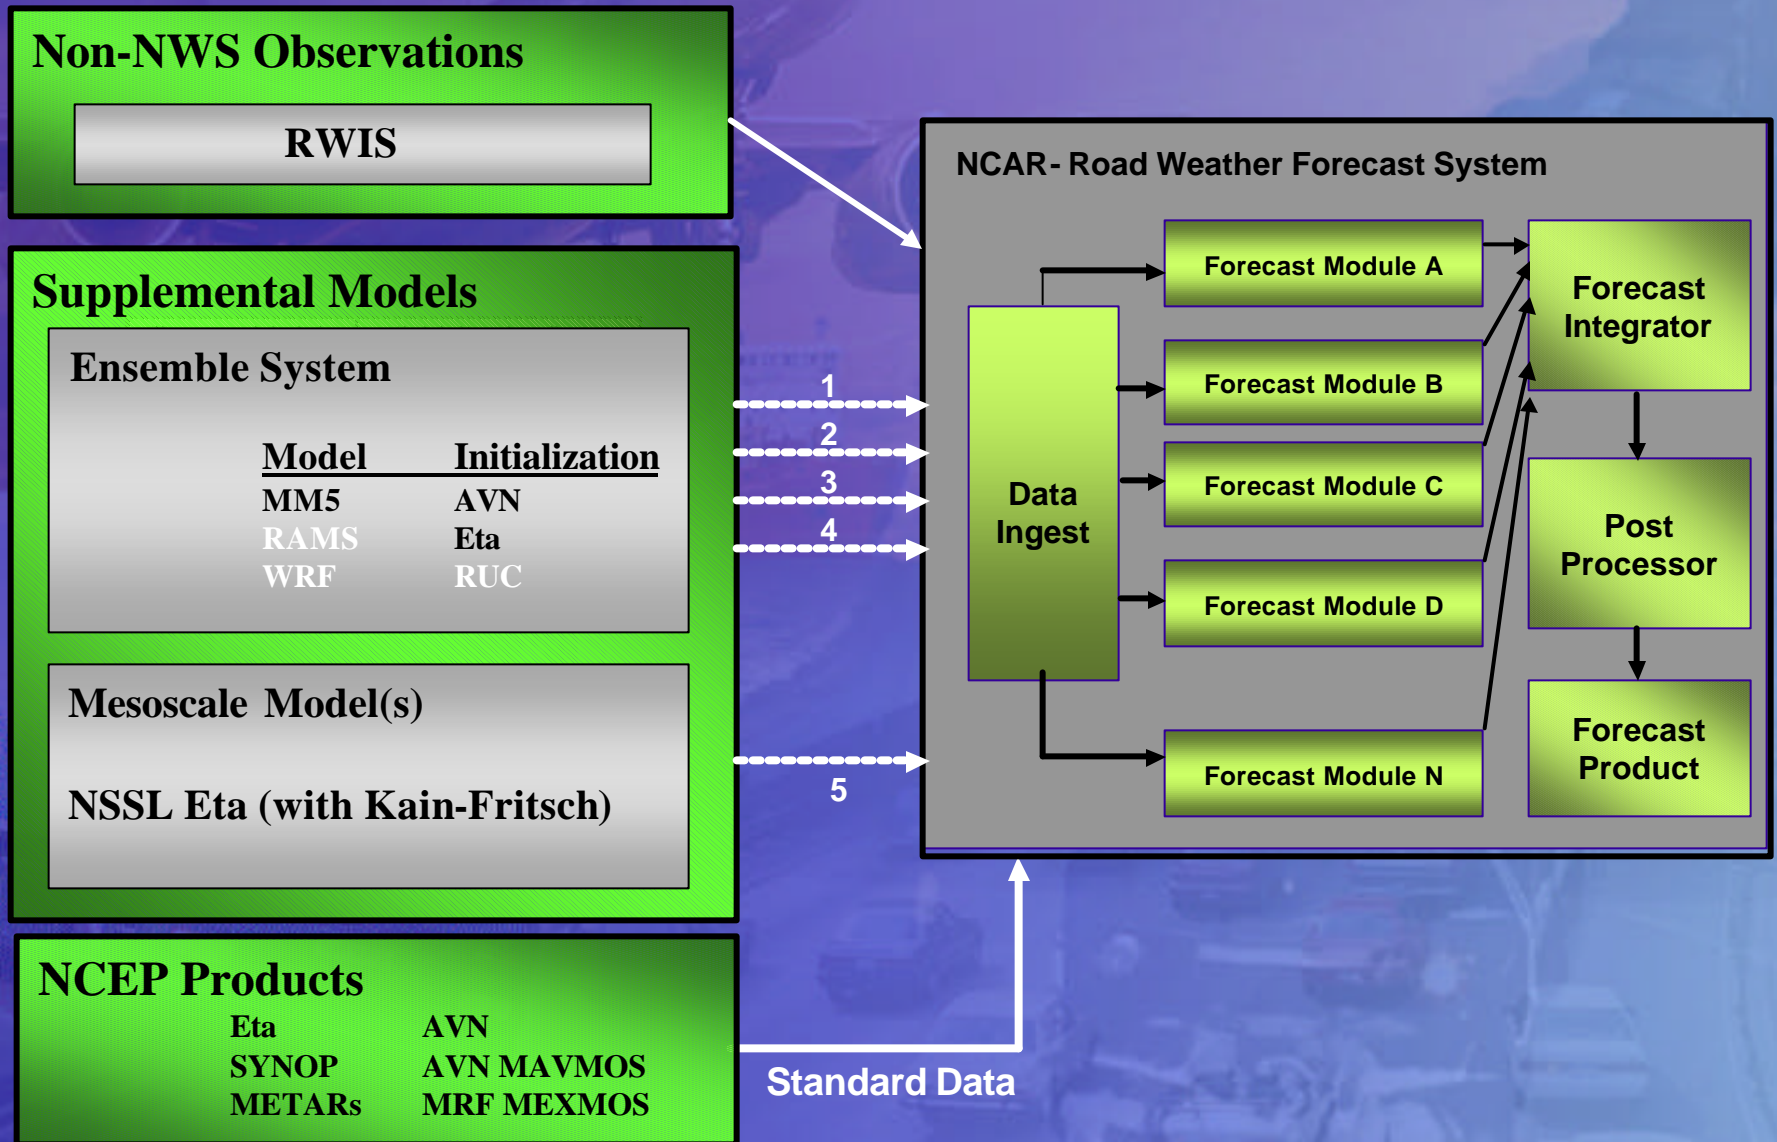 Non-NWS Observations
RWIS
Supplemental Models
Ensemble System
Model Initialization
MM5 AVN
RAMS Eta
WRF RUC
Mesoscale Model(s)
NSSL Eta (with Kain-Fritsch)
NCEP Products
Eta AVN
SYNOP AVN MAVMOS
METARs MRF MEXMOS
1
2
3
4
5
Standard Data
NCAR- Road Weather Forecast System
Data
Ingest
Forecast Module A
Forecast Module B
Forecast Module C
Forecast Module D
Forecast Module N
Forecast
Integrator
Post
Processor
Forecast
Product